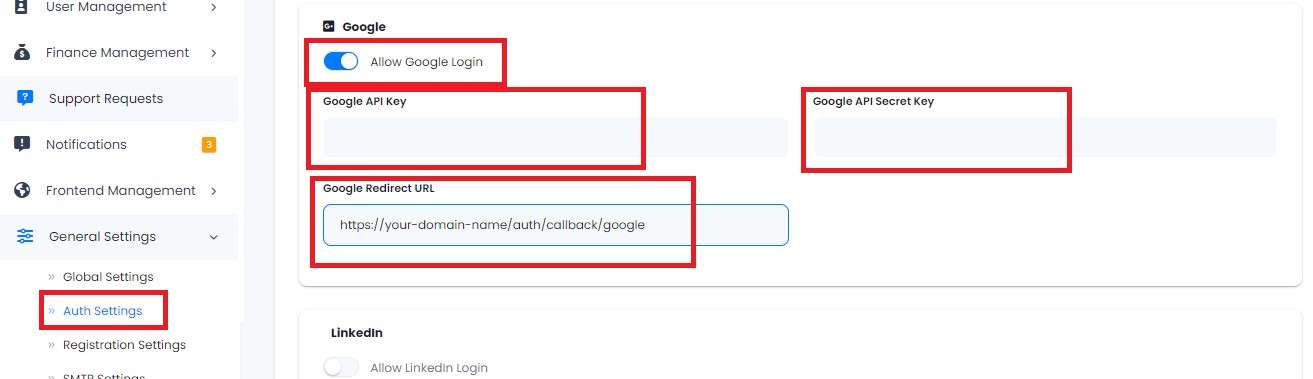 User Management
Finance Management
Support Requests
Notifications
3
Frontend Management
General Settings
Global Settings
Auth Settings
Registration Settings
SMTP Settings
Google
Allow Google Login
Google API Key
Google API Secret Key
Google Redirect URL
https://your-domain-name/auth/callback/google
LinkedIn
Allow LinkedIn Login